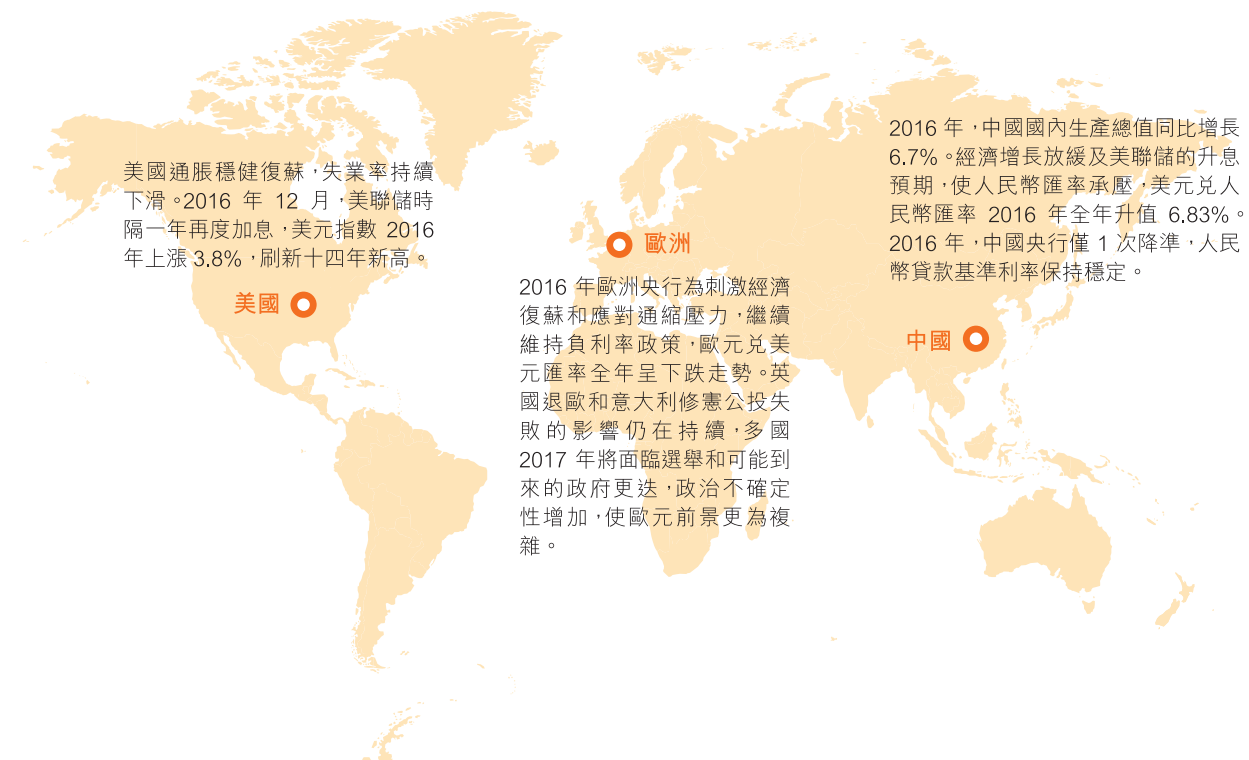 美國通脹穩健復蘇，失業率持續
下滑。2016 年 12 月，美聯儲時
隔一年再度加息，美元指數 2016
年上漲 3.8%，刷新十四年新高。
美國
歐洲
2016 年歐洲央行為刺激經濟
復蘇和應對通縮壓力，繼續
維持負利率政策，歐元兌美
元匯率全年呈下跌走勢。英
國退歐和意大利修憲公投失
敗的影響仍在持續，多國
2017 年將面臨選舉和可能到
來的政府更迭，政治不確定
性增加，使歐元前景更為複
雜。
2016 年，中國國內生產總值同比增長
6.7%。經濟增長放緩及美聯儲的升息
預期，使人民幣匯率承壓，美元兌人
民幣匯率 2016 年全年升值 6.83%。
2016 年，中國央行僅 1 次降準，人民
幣貸款基準利率保持穩定。
中國